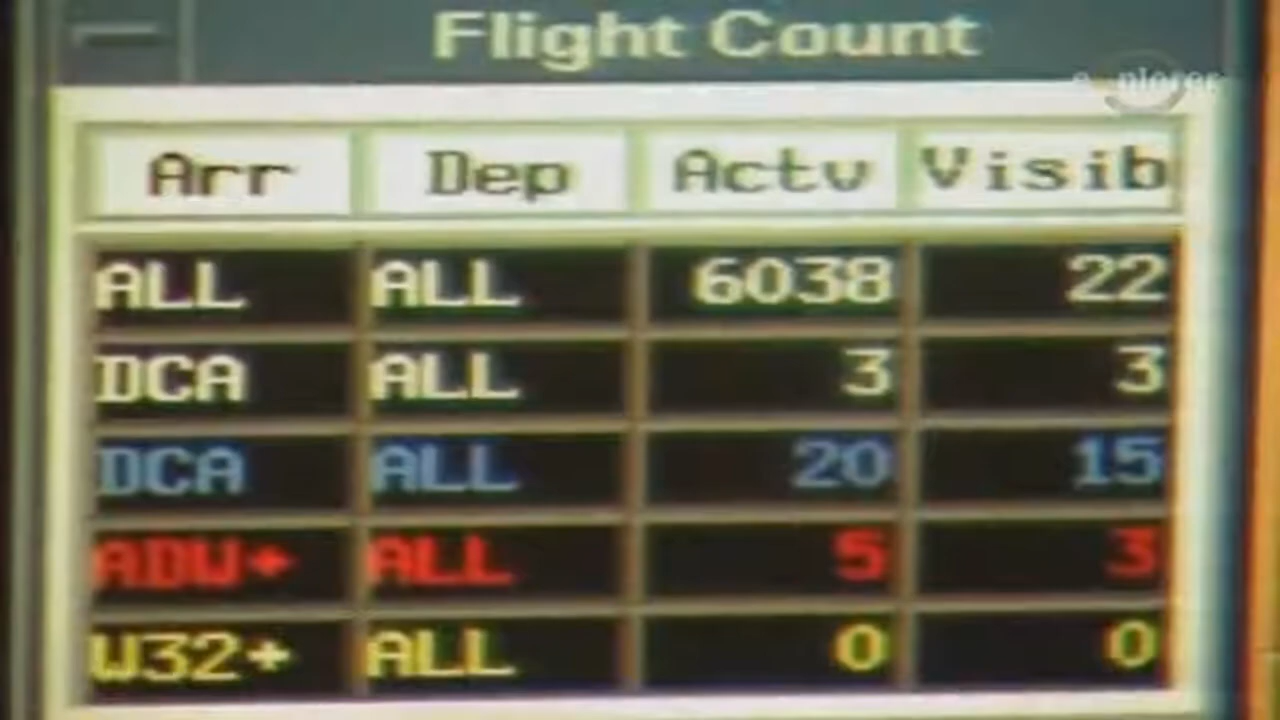 Flight Count
explorer
Arr Dep Actv Visib
ALL ALL 6038 22
DCA ALL 3 3
DCA ALL 20 15
ADW+ ALL 5 3
W32+ ALL 0 0